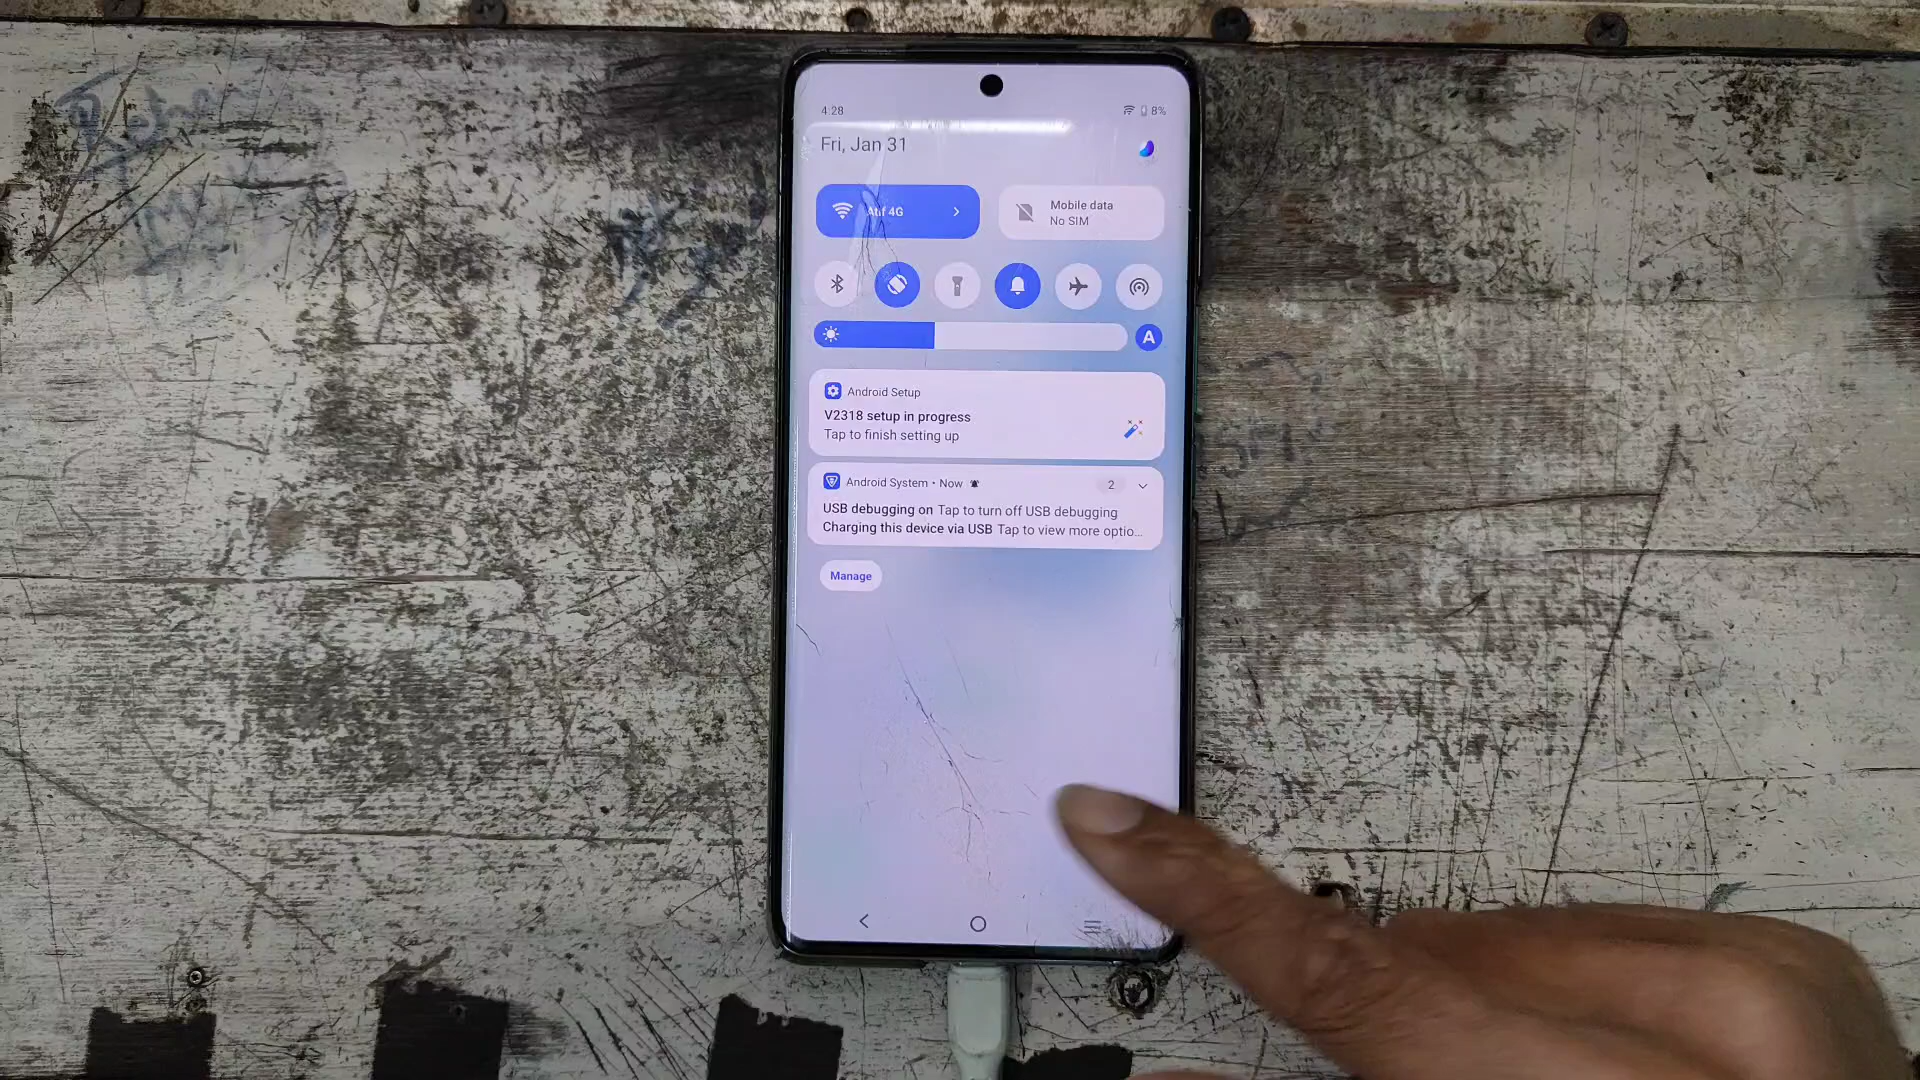 4:28
8%
Fri, Jan 31
Atif 4G
Mobile data
No SIM
A
Android Setup
V2318 setup in progress
Tap to finish setting up
Android System • Now
2
USB debugging on Tap to turn off USB debugging
Charging this device via USB Tap to view more optio...
Manage